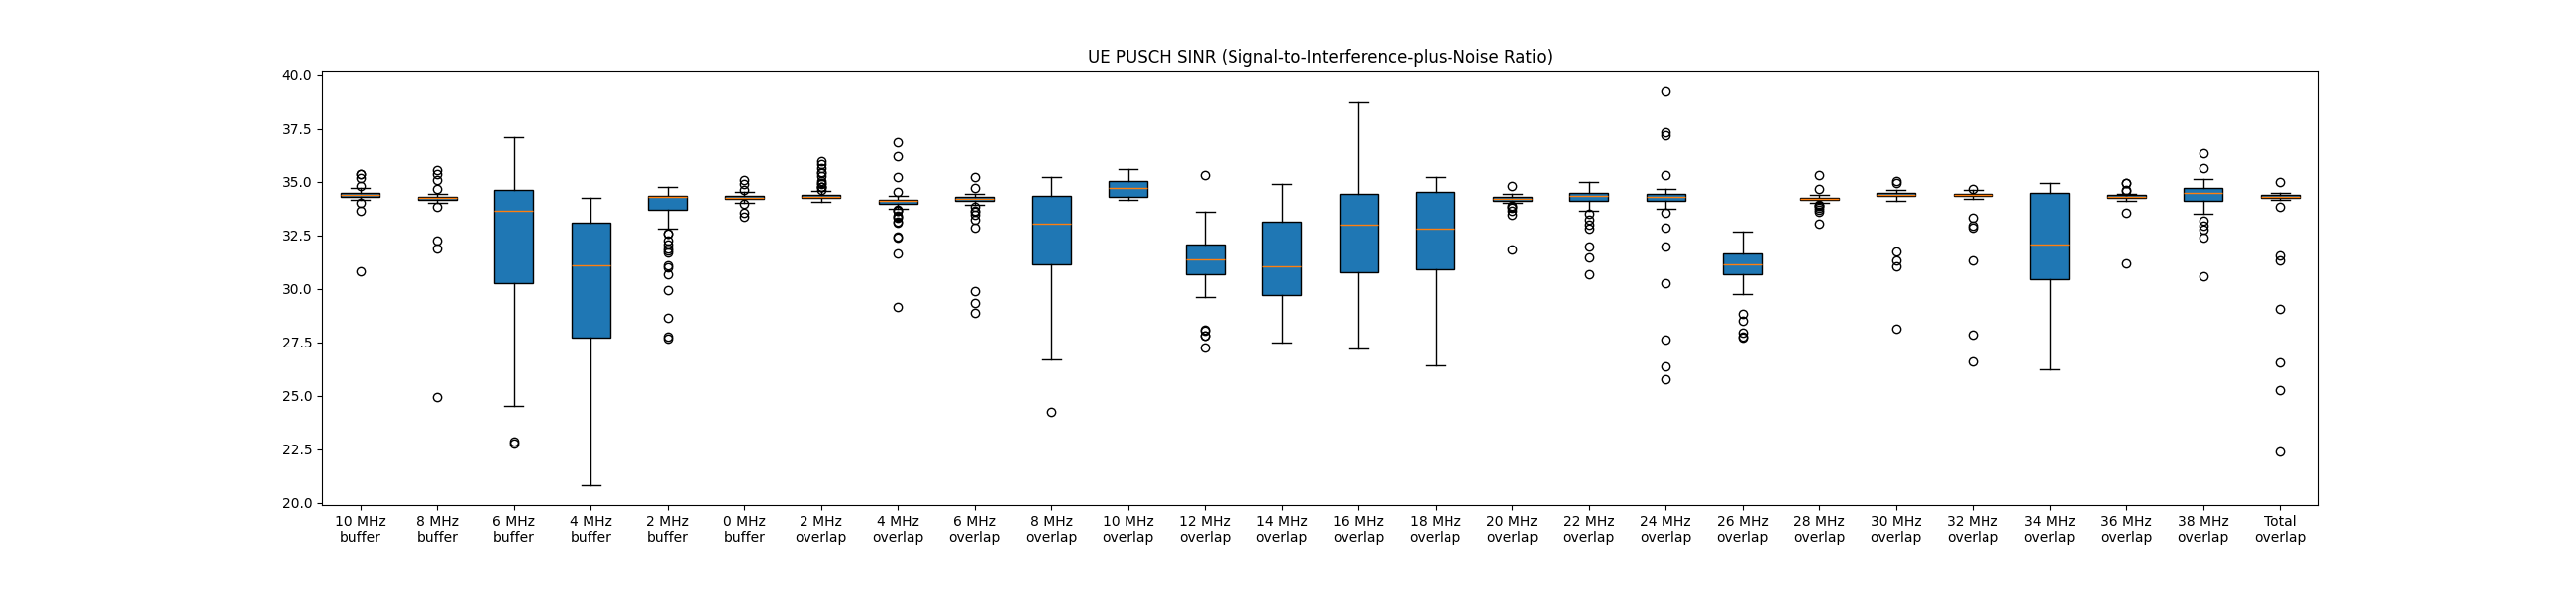 UE PUSCH SINR (Signal-to-Interference-plus-Noise Ratio)
40.0
37.5
35.0
32.5
30.0
27.5
25.0
22.5
20.0
10 MHz
buffer
8 MHz
buffer
6 MHz
buffer
4 MHz
buffer
2 MHz
buffer
0 MHz
buffer
2 MHz
overlap
4 MHz
overlap
6 MHz
overlap
8 MHz
overlap
10 MHz
overlap
12 MHz
overlap
14 MHz
overlap
16 MHz
overlap
18 MHz
overlap
20 MHz
overlap
22 MHz
overlap
24 MHz
overlap
26 MHz
overlap
28 MHz
overlap
30 MHz
overlap
32 MHz
overlap
34 MHz
overlap
36 MHz
overlap
38 MHz
overlap
Total
overlap